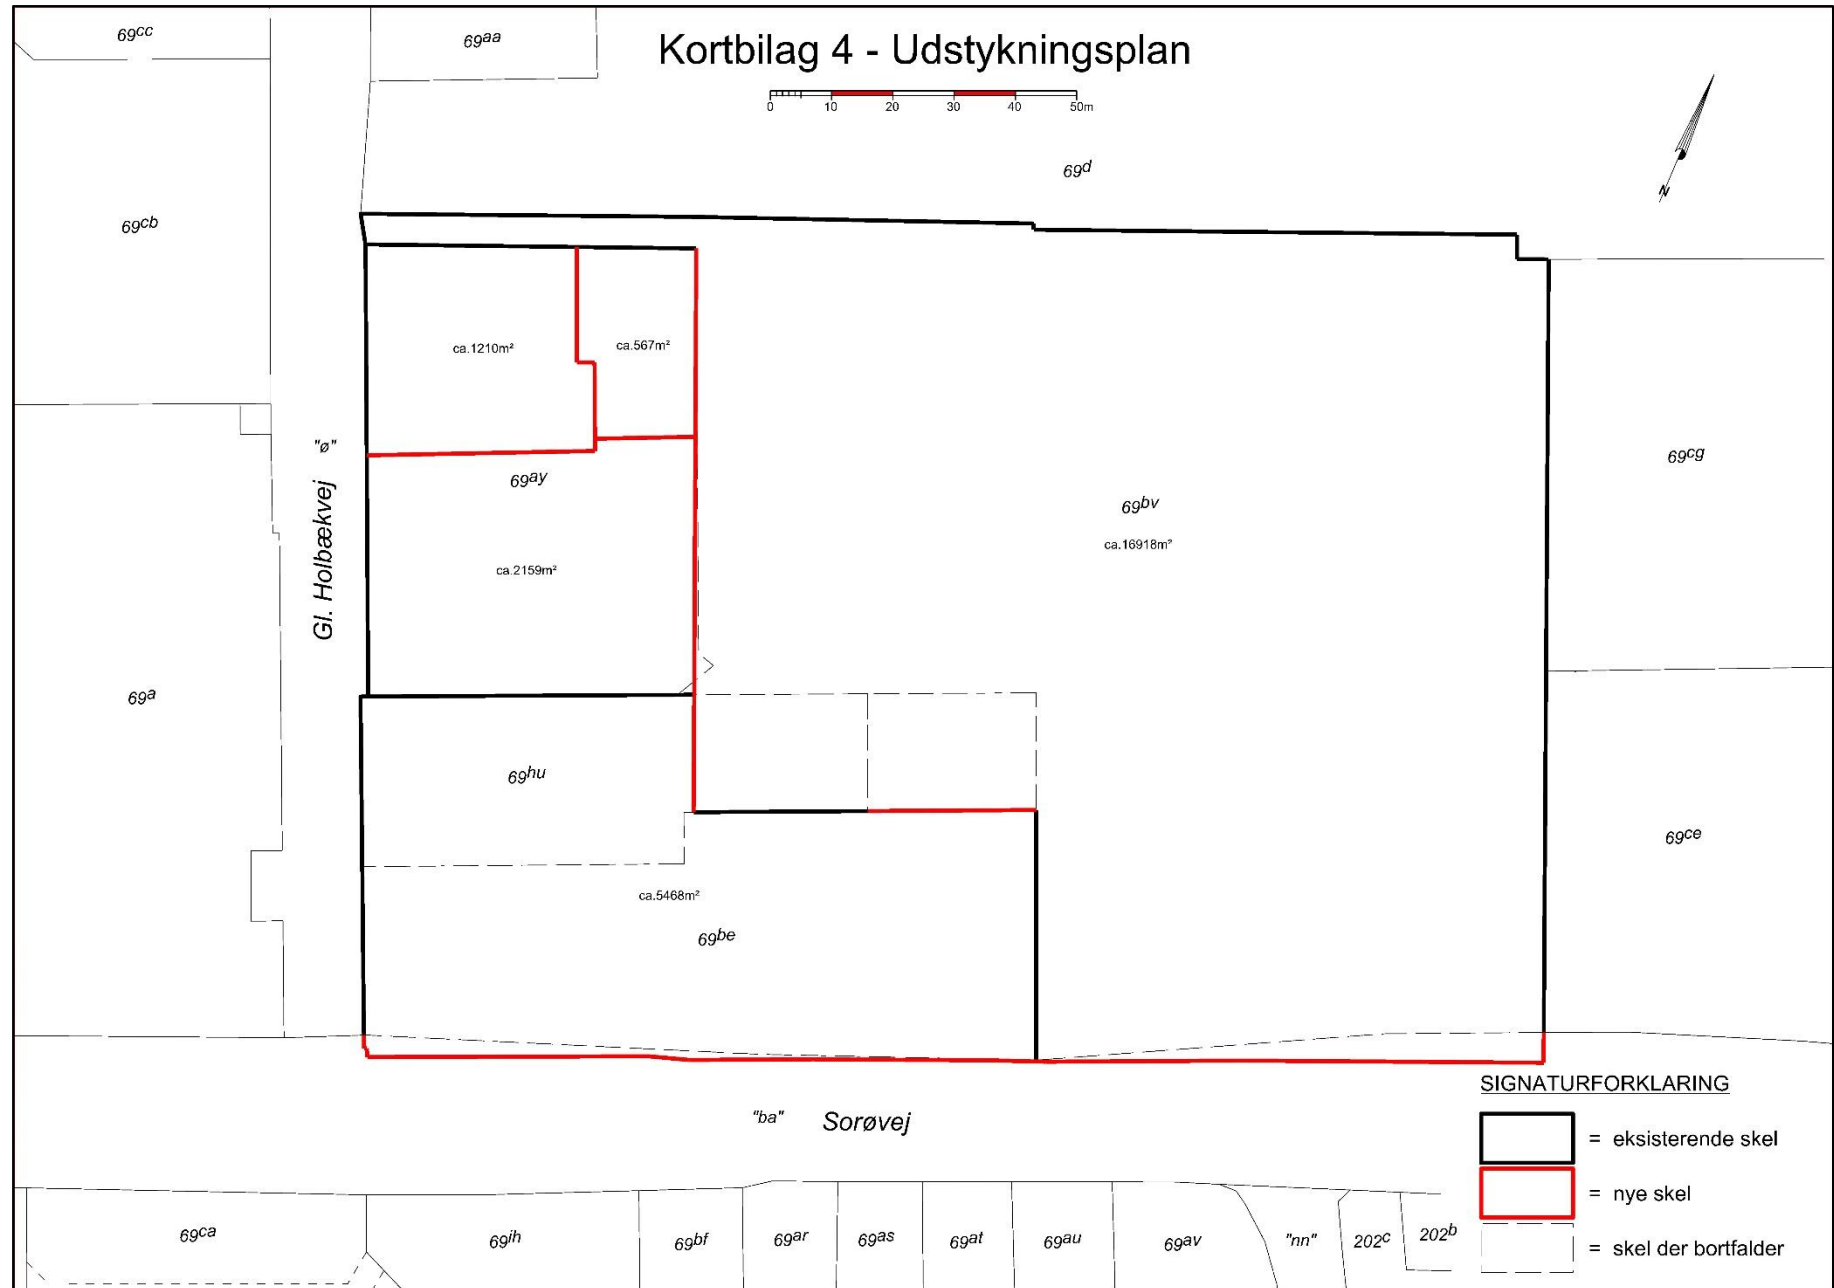 69cc
69aa
Kortbilag 4 - Udstykningsplan
0 10 20 30 40 50m
69d
N
69cb
ca.1210m²
ca.567m²
"ø"
Gl. Holbækvej
69ay
69bv
ca.16918m²
69cg
ca.2159m²
69a
69hu
69ce
ca.5468m²
69be
"ba" Sorøvej
SIGNATURFORKLARING
= eksisterende skel
= nye skel
= skel der bortfalder
69ca
69ih
69bf
69ar
69as
69at
69au
69av
"nn"
202c
202b